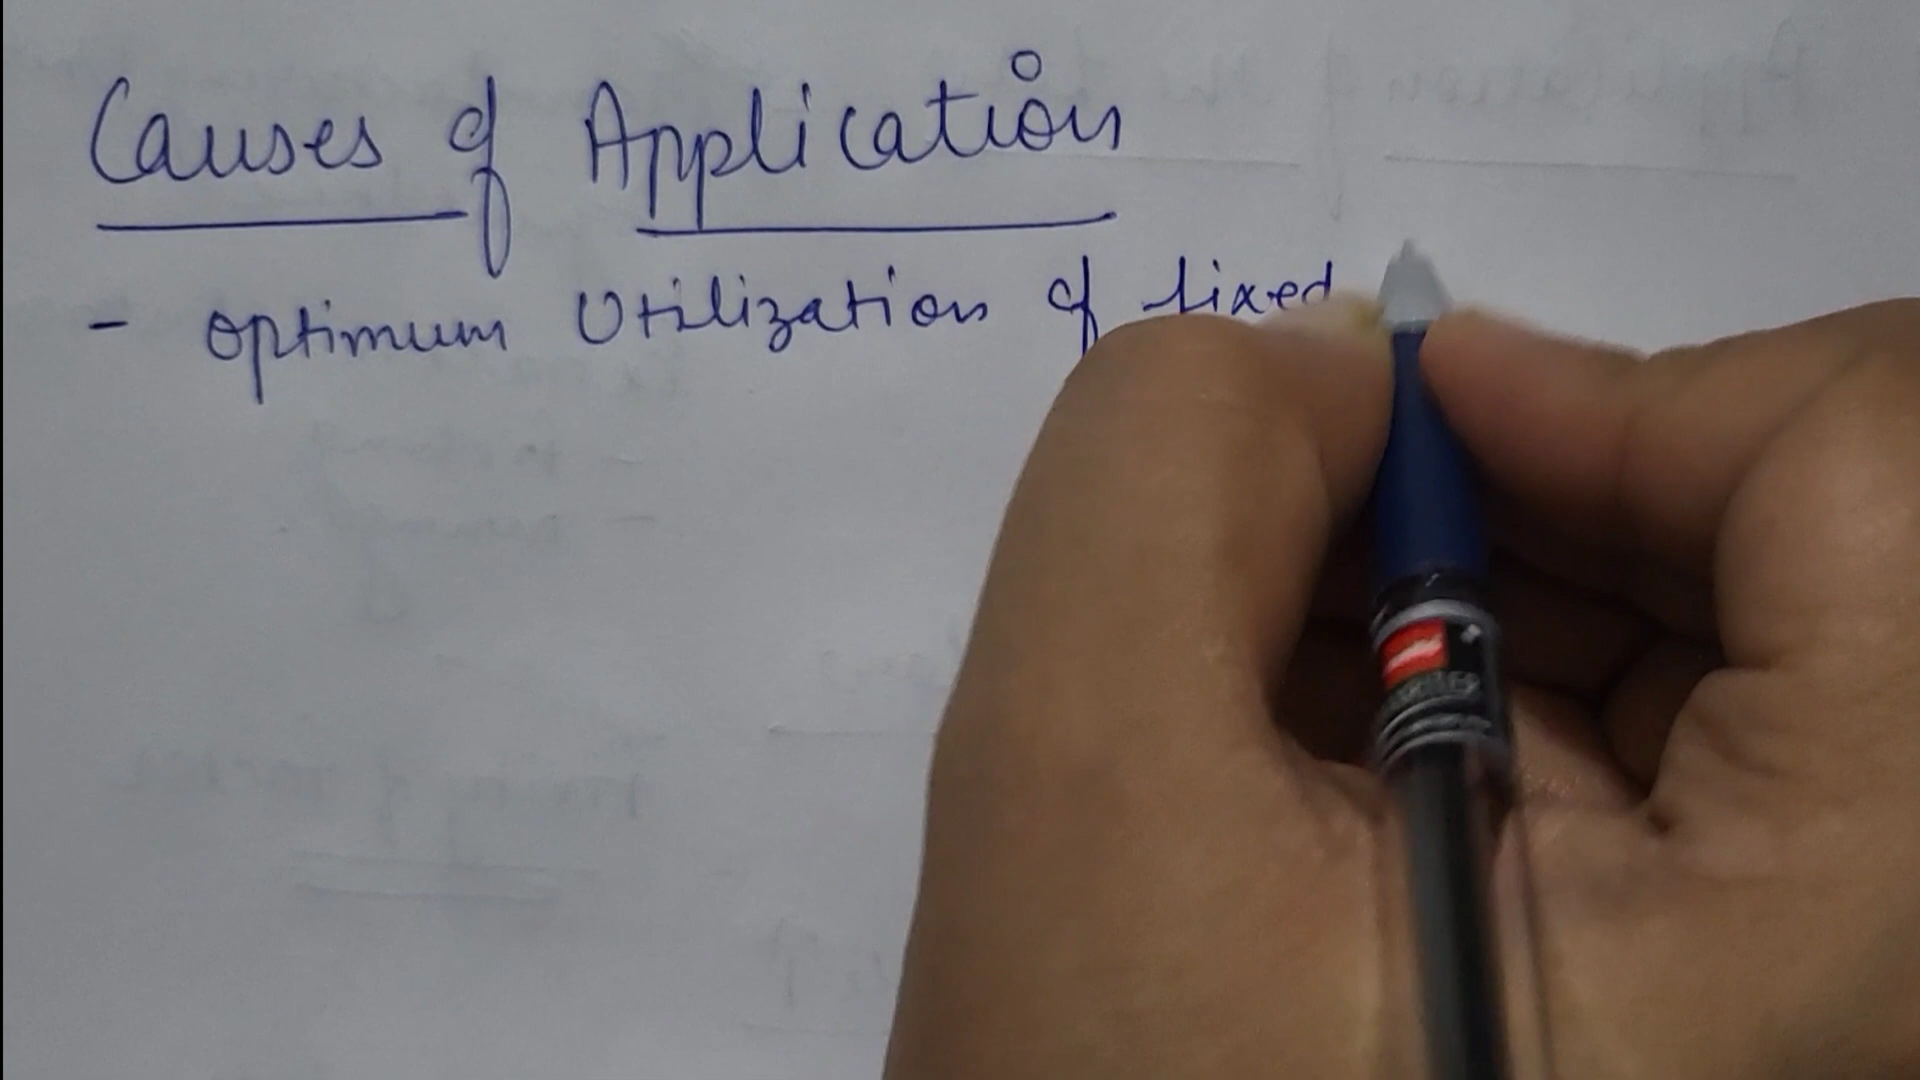 Causes of Application
- Optimum Utilization of fixed